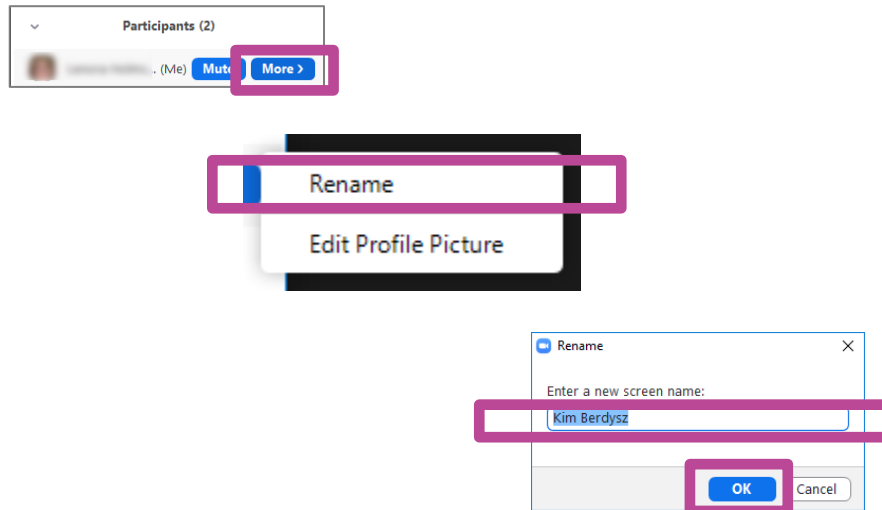 Participants (2)
(Me) Mute More >
Rename
Edit Profile Picture
Rename
Enter a new screen name:
Kim Berdysz
OK Cancel